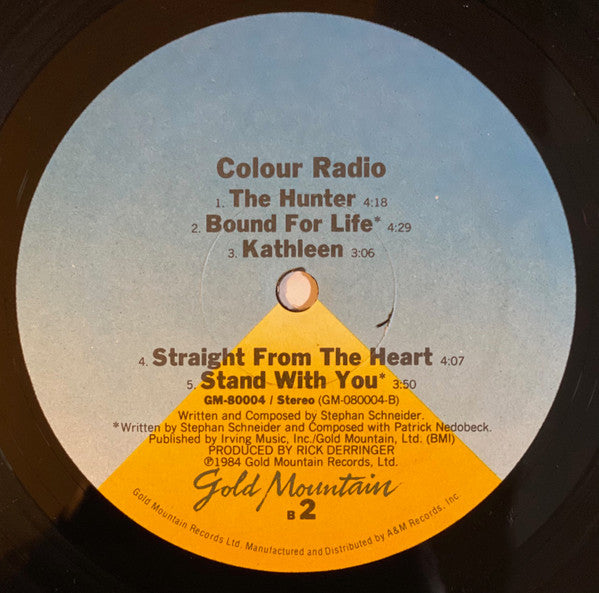 Colour Radio
1. The Hunter 4:18
2. Bound For Life* 4:29
3. Kathleen 3:06
4. Straight From The Heart 4:07
5. Stand With You* 3:50
GM-80004 / Stereo (GM-080004-B)
Written and Composed by Stephan Schneider.
*Written by Stephan Schneider and Composed with Patrick Nedobeck.
Published by Irving Music, Inc./Gold Mountain, Ltd. (BMI)
PRODUCED BY RICK DERRINGER
℗1984 Gold Mountain Records, Ltd.
Gold Mountain
B 2
Gold Mountain Records Ltd. Manufactured and Distributed by A&M Records, Inc